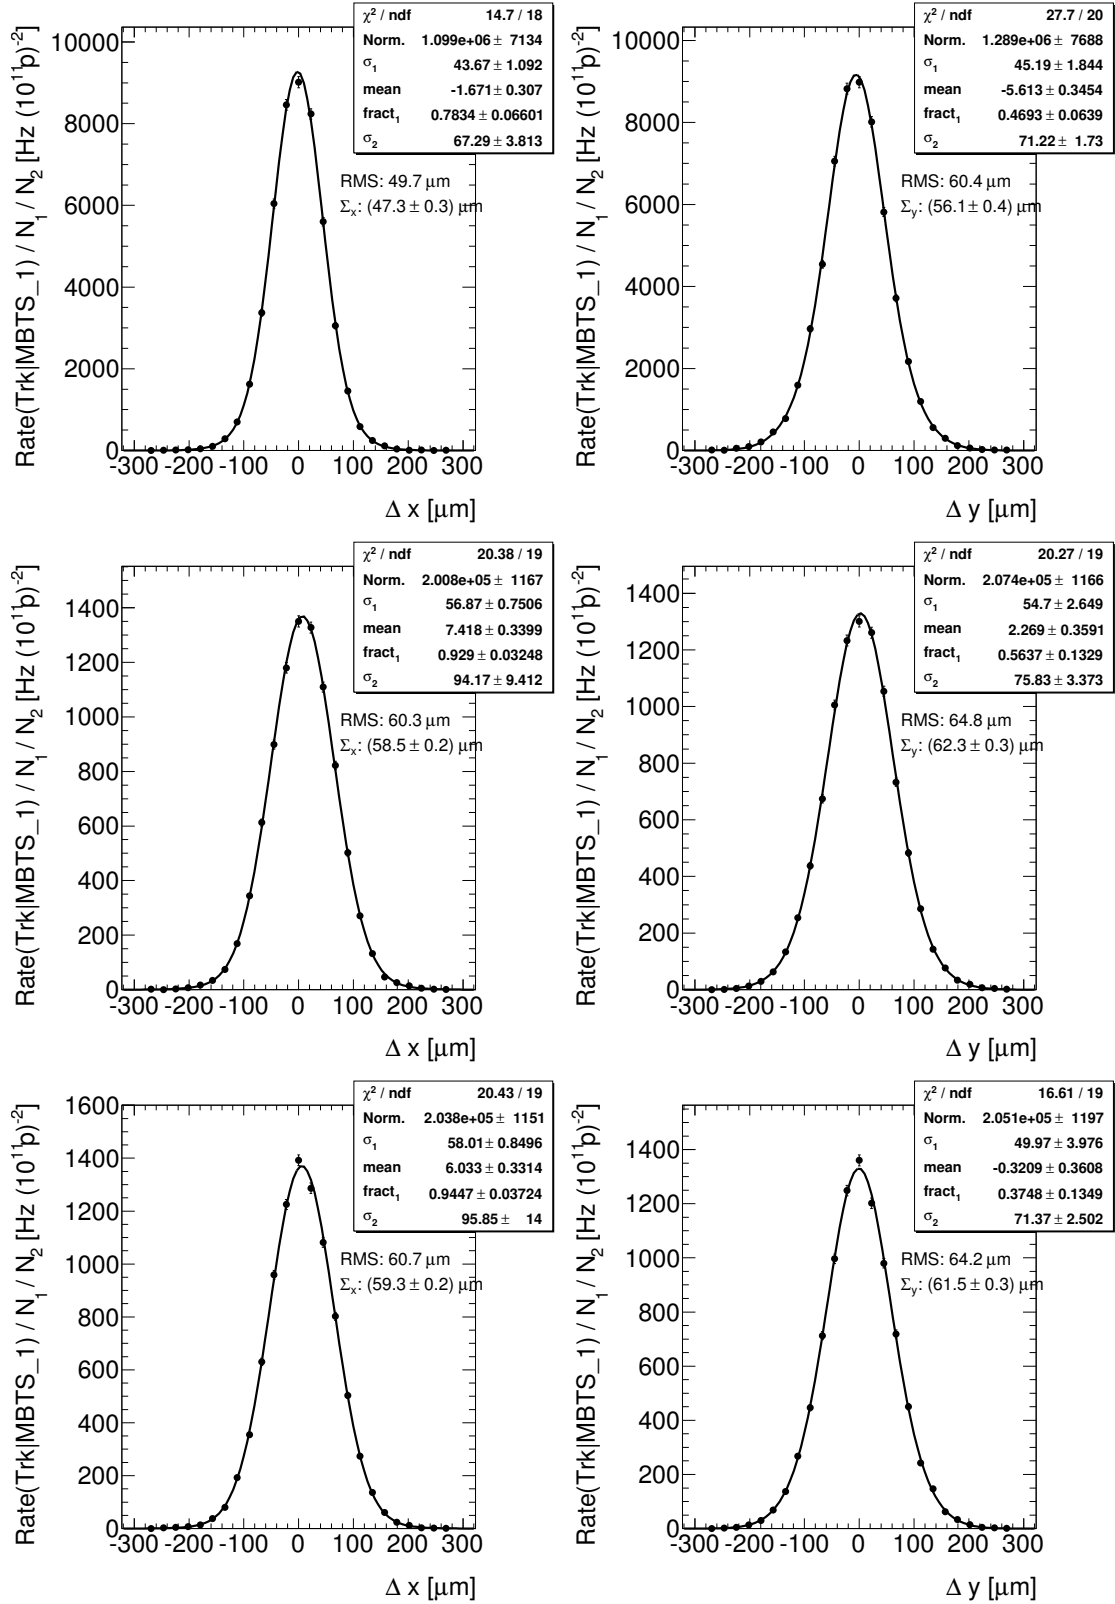 χ² / ndf 14.7 / 18
Norm. 1.099e+06 ± 7134
σ₁ 43.67 ± 1.092
mean -1.671 ± 0.307
fract₁ 0.7834 ± 0.06601
σ₂ 67.29 ± 3.813
RMS: 49.7 μm
Σₓ: (47.3 ± 0.3) μm
Rate(Trk|MBTS_1) / N₁ / N₂ [Hz (10¹¹p)⁻²]
10000
8000
6000
4000
2000
0
-300 -200 -100 0 100 200 300
Δ x [μm]
χ² / ndf 27.7 / 20
Norm. 1.289e+06 ± 7688
σ₁ 45.19 ± 1.844
mean -5.613 ± 0.3454
fract₁ 0.4693 ± 0.0639
σ₂ 71.22 ± 1.73
RMS: 60.4 μm
Σy: (56.1 ± 0.4) μm
Rate(Trk|MBTS_1) / N₁ / N₂ [Hz (10¹¹p)⁻²]
10000
8000
6000
4000
2000
0
-300 -200 -100 0 100 200 300
Δ y [μm]
χ² / ndf 20.38 / 19
Norm. 2.008e+05 ± 1167
σ₁ 56.87 ± 0.7506
mean 7.418 ± 0.3399
fract₁ 0.929 ± 0.03248
σ₂ 94.17 ± 9.412
RMS: 60.3 μm
Σₓ: (58.5 ± 0.2) μm
Rate(Trk|MBTS_1) / N₁ / N₂ [Hz (10¹¹p)⁻²]
1400
1200
1000
800
600
400
200
0
-300 -200 -100 0 100 200 300
Δ x [μm]
χ² / ndf 20.27 / 19
Norm. 2.074e+05 ± 1166
σ₁ 54.7 ± 2.649
mean 2.269 ± 0.3591
fract₁ 0.5637 ± 0.1329
σ₂ 75.83 ± 3.373
RMS: 64.8 μm
Σy: (62.3 ± 0.3) μm
Rate(Trk|MBTS_1) / N₁ / N₂ [Hz (10¹¹p)⁻²]
1400
1200
1000
800
600
400
200
0
-300 -200 -100 0 100 200 300
Δ y [μm]
χ² / ndf 20.43 / 19
Norm. 2.038e+05 ± 1151
σ₁ 58.01 ± 0.8496
mean 6.033 ± 0.3314
fract₁ 0.9447 ± 0.03724
σ₂ 95.85 ± 14
RMS: 60.7 μm
Σₓ: (59.3 ± 0.2) μm
Rate(Trk|MBTS_1) / N₁ / N₂ [Hz (10¹¹p)⁻²]
1600
1400
1200
1000
800
600
400
200
0
-300 -200 -100 0 100 200 300
Δ x [μm]
χ² / ndf 16.61 / 19
Norm. 2.051e+05 ± 1197
σ₁ 49.97 ± 3.976
mean -0.3209 ± 0.3608
fract₁ 0.3748 ± 0.1349
σ₂ 71.37 ± 2.502
RMS: 64.2 μm
Σy: (61.5 ± 0.3) μm
Rate(Trk|MBTS_1) / N₁ / N₂ [Hz (10¹¹p)⁻²]
1400
1200
1000
800
600
400
200
0
-300 -200 -100 0 100 200 300
Δ y [μm]